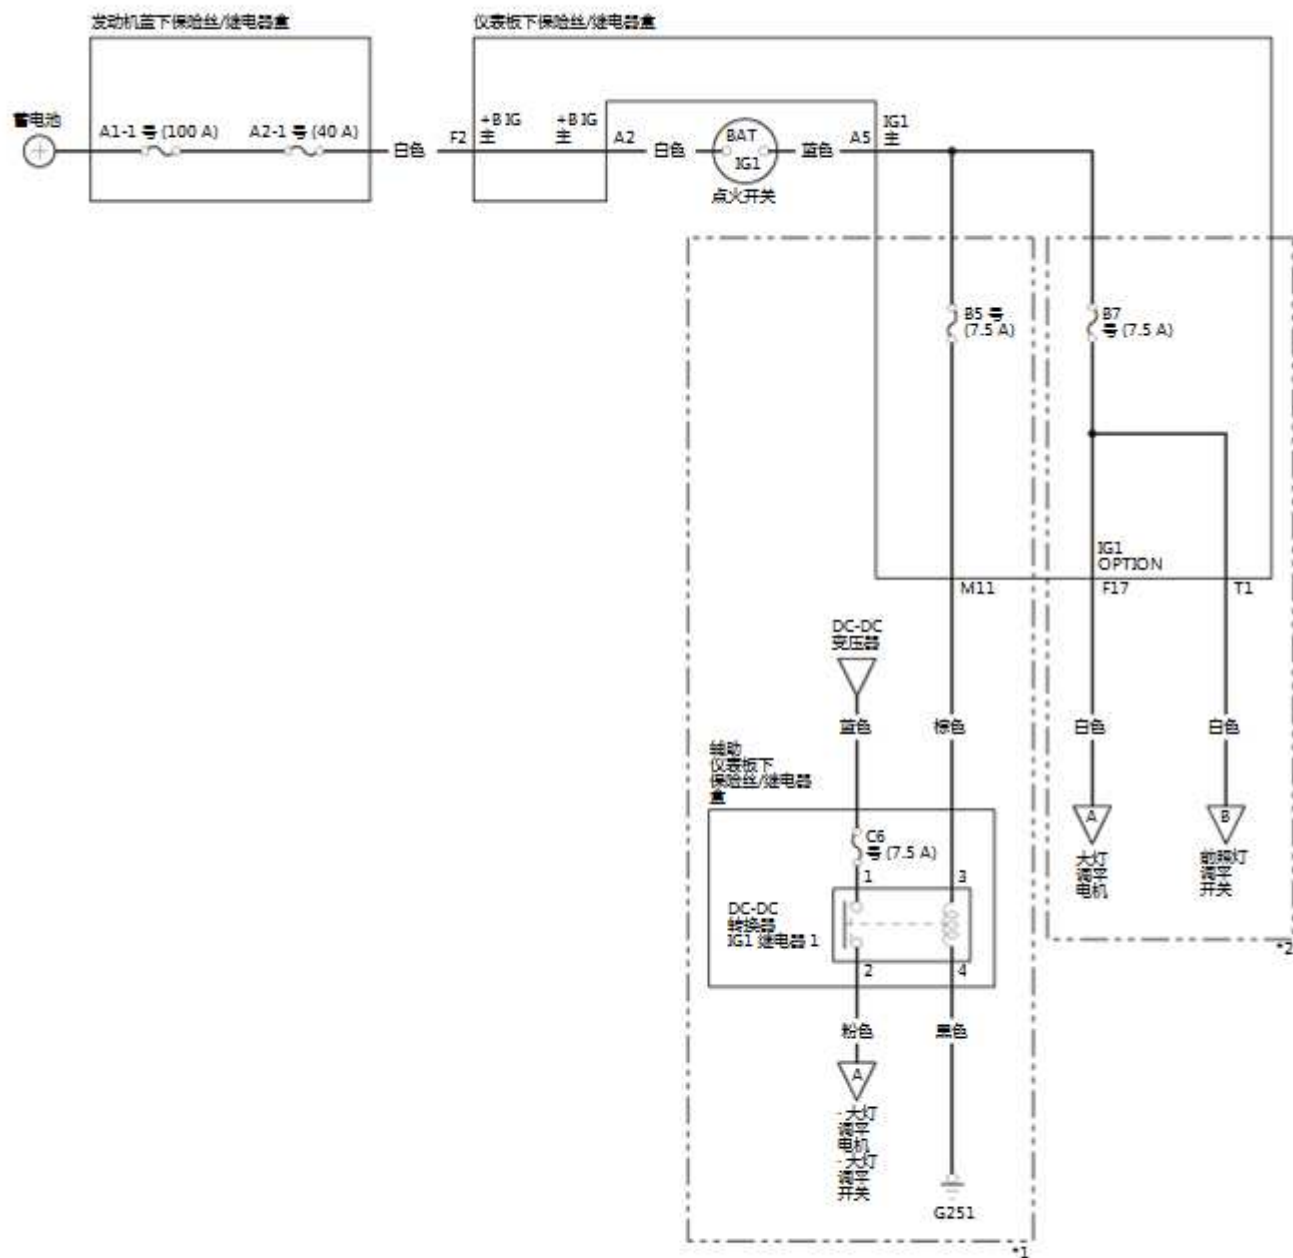 发动机盖下保险丝/继电器盒
仪表板下保险丝/继电器盒
蓄电池
A1-1 号 (100 A)
A2-1 号 (40 A)
白色
F2
+B IG
主
+B IG
主
A2
白色
BAT
IG1
点火开关
蓝色
A5
IG1
主
B5 号
(7.5 A)
B7
号 (7.5 A)
IG1
OPTION
M11
F17
T1
DC-DC
变压器
蓝色
棕色
白色
白色
辅助
仪表板下
保险丝/继电器
盒
C6
号 (7.5 A)
A
B
大灯
调平
电机
前照灯
调平
开关
1
3
DC-DC
转换器
IG1 继电器 1
2
4
*2
粉色
黑色
A
- 大灯
调平
电机
- 大灯
调平
开关
G251
*1